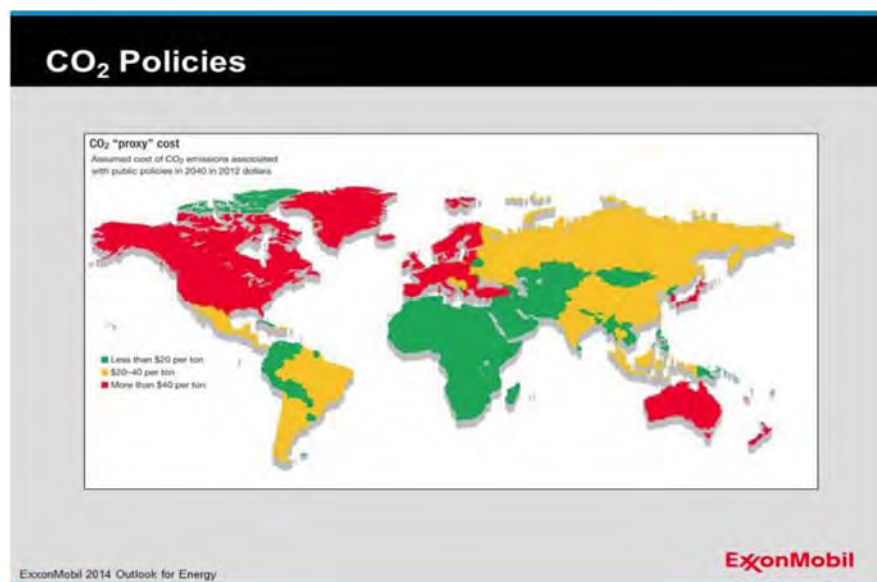 CO₂ Policies
CO₂ "proxy" cost
Assumed cost of CO₂ emissions associated
with public policies in 2040 in 2012 dollars
Less than $20 per ton
$20–40 per ton
More than $40 per ton
ExxonMobil
ExxonMobil 2014 Outlook for Energy